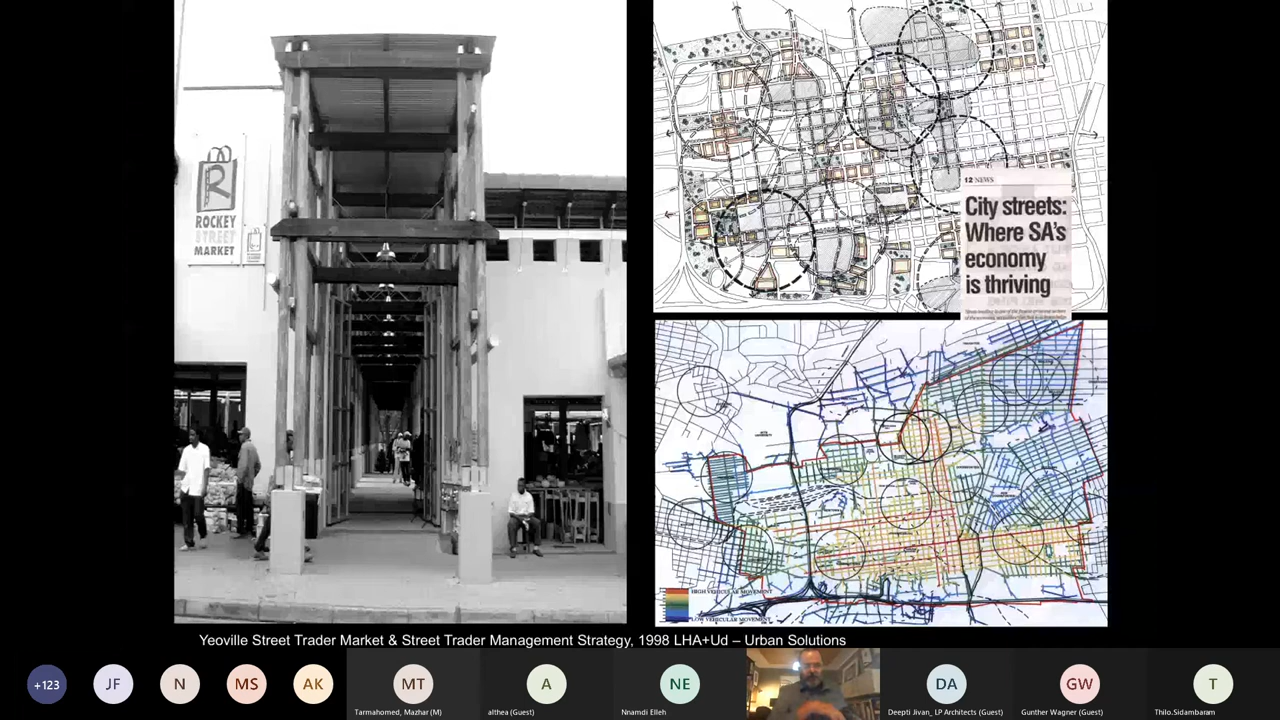 R
ROCKEY
STREET
MARKET
12 NEWS
City streets:
Where SA's
economy
is thriving
HIGH VEHICULAR MOVEMENT
LOW VEHICULAR MOVEMENT
Yeoville Street Trader Market & Street Trader Management Strategy, 1998 LHA+Ud – Urban Solutions
+123
JF
N
MS
AK
MT
A
NE
DA
GW
T
Tarmahomed, Mazhar (M)
althea (Guest)
Nnamdi Elleh
Deepti Jivan_ LP Architects (Guest)
Gunther Wagner (Guest)
Thilo.Sidambaram